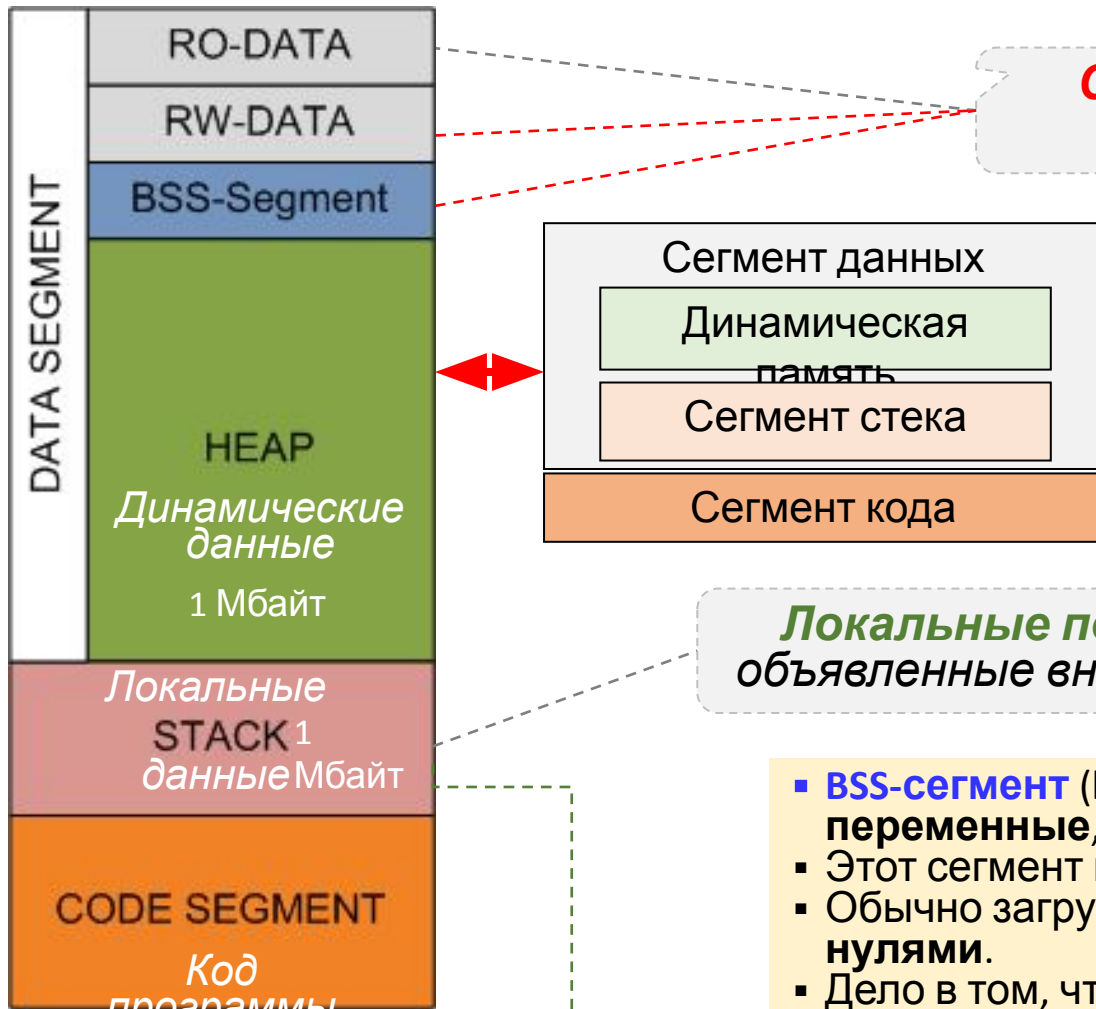 RO-DATA
RW-DATA
BSS-Segment
DATA SEGMENT
HEAP
Динамические
данные
1 Мбайт
Локальные
STACK 1
данные Мбайт
CODE SEGMENT
Код
программы
Сегмент данных
Динамическая
память
Сегмент стека
Сегмент кода
Локальные
объявленные
▪ BSS-сегмент (
переменные,
▪ Этот сегмент
▪ Обычно
нулями.
▪ Дело в том,